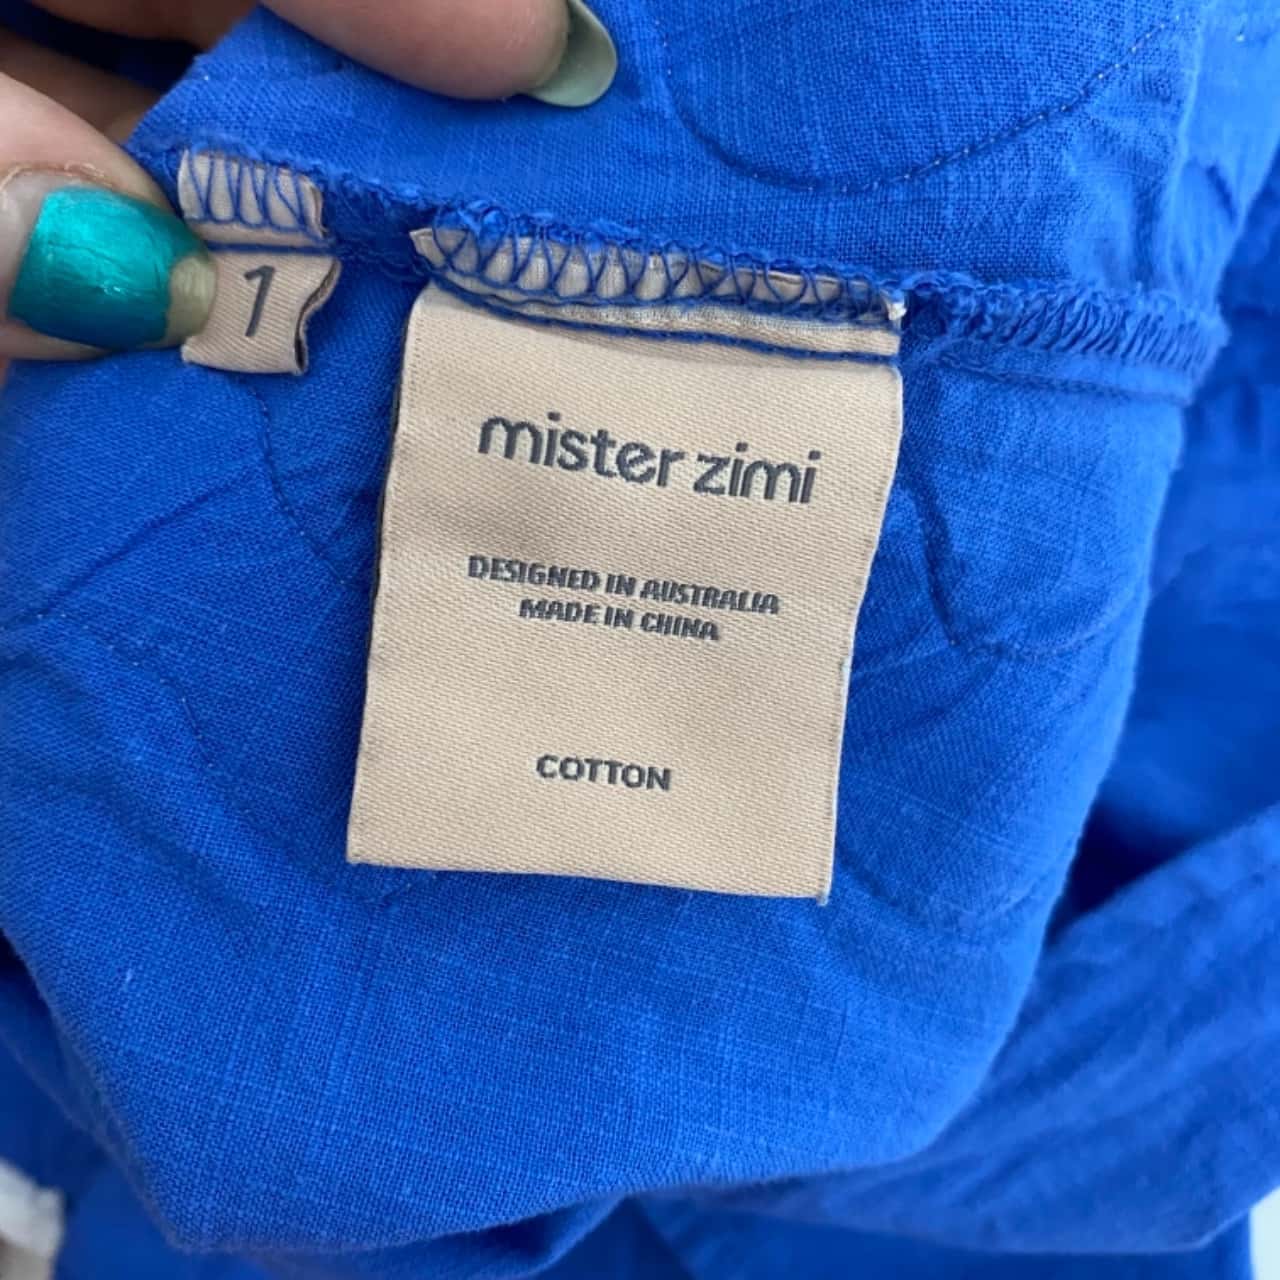 1
mister zimi
DESIGNED IN AUSTRALIA
MADE IN CHINA
COTTON